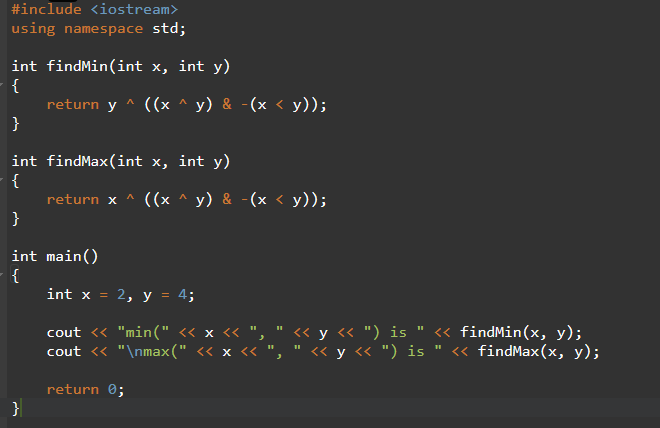 #include <iostream>
using namespace std;

int findMin(int x, int y)
{
    return y ^ ((x ^ y) & -(x < y));
}

int findMax(int x, int y)
{
    return x ^ ((x ^ y) & -(x < y));
}

int main()
{
    int x = 2, y = 4;

    cout << "min(" << x << ", " << y << ") is " << findMin(x, y);
    cout << "\nmax(" << x << ", " << y << ") is " << findMax(x, y);

    return 0;
}